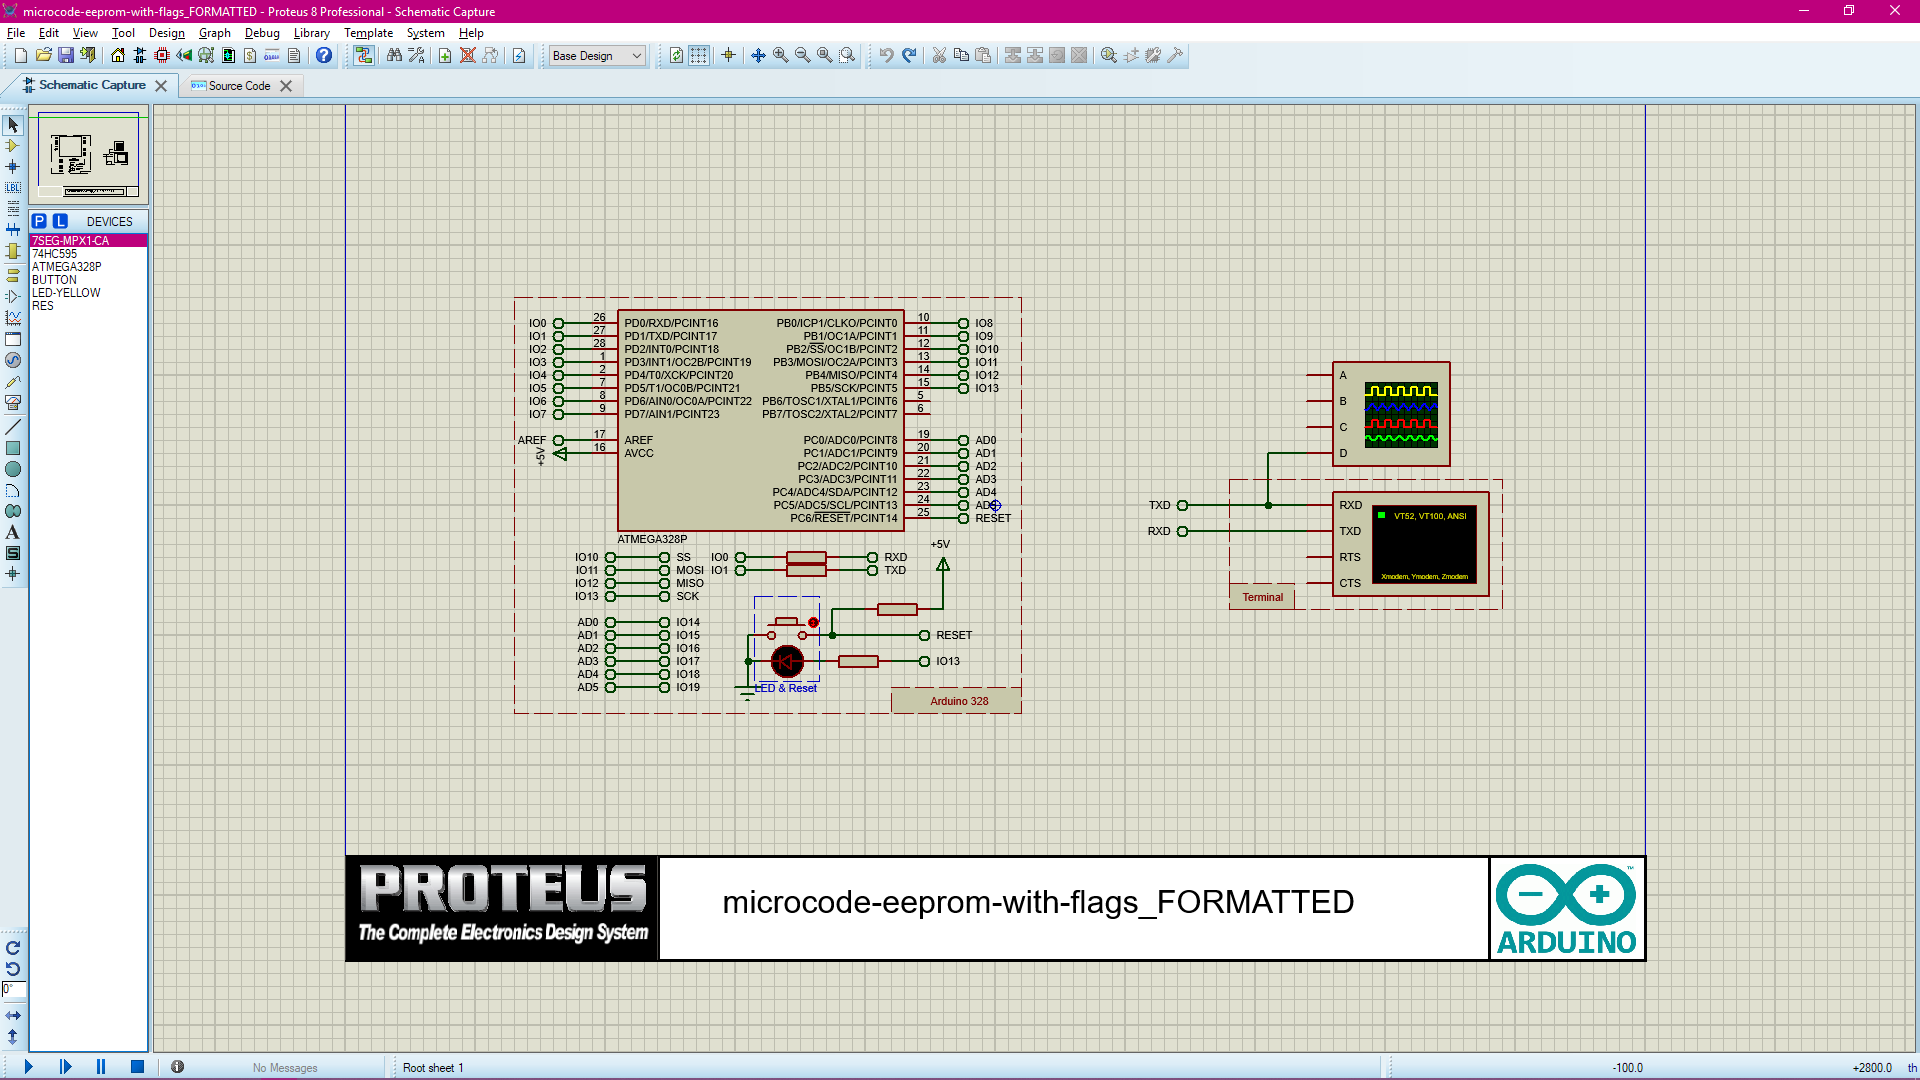 microcode-eeprom-with-flags_FORMATTED - Proteus 8 Professional - Schematic Capture
File Edit View Tool Design Graph Debug Library Template System Help
Base Design
Schematic Capture
Source Code
P L DEVICES
7SEG-MPX1-CA
74HC595
ATMEGA328P
BUTTON
LED-YELLOW
RES
LBL
A
S
0°
IO0 26 PD0/RXD/PCINT16 PB0/ICP1/CLKO/PCINT0 10 IO8
IO1 27 PD1/TXD/PCINT17 PB1/OC1A/PCINT1 11 IO9
IO2 28 PD2/INT0/PCINT18 PB2/SS/OC1B/PCINT2 12 IO10
IO3 1 PD3/INT1/OC2B/PCINT19 PB3/MOSI/OC2A/PCINT3 13 IO11
IO4 2 PD4/T0/XCK/PCINT20 PB4/MISO/PCINT4 14 IO12
IO5 7 PD5/T1/OC0B/PCINT21 PB5/SCK/PCINT5 15 IO13
IO6 8 PD6/AIN0/OC0A/PCINT22 PB6/TOSC1/XTAL1/PCINT6 5
IO7 9 PD7/AIN1/PCINT23 PB7/TOSC2/XTAL2/PCINT7 6
AREF 17 AREF PC0/ADC0/PCINT8 19 AD0
+5V 16 AVCC PC1/ADC1/PCINT9 20 AD1
PC2/ADC2/PCINT10 21 AD2
PC3/ADC3/PCINT11 22 AD3
PC4/ADC4/SDA/PCINT12 23 AD4
PC5/ADC5/SCL/PCINT13 24
PC6/RESET/PCINT14 25 RESET
ATMEGA328P
+5V
IO10 SS IO0 RXD
IO11 MOSI IO1 TXD
IO12 MISO
IO13 SCK
AD0 IO14
AD1 IO15 RESET
AD2 IO16
AD3 IO17 IO13
AD4 IO18
AD5 IO19
LED & Reset
Arduino 328
A
B
C
D
TXD RXD
RXD TXD
RTS
CTS
VT52, VT100, ANSI
Xmodem, Ymodem, Zmodem
Terminal
PROTEUS
The Complete Electronics Design System
microcode-eeprom-with-flags_FORMATTED
ARDUINO
TM
No Messages
Root sheet 1
-100.0
+2800.0
th